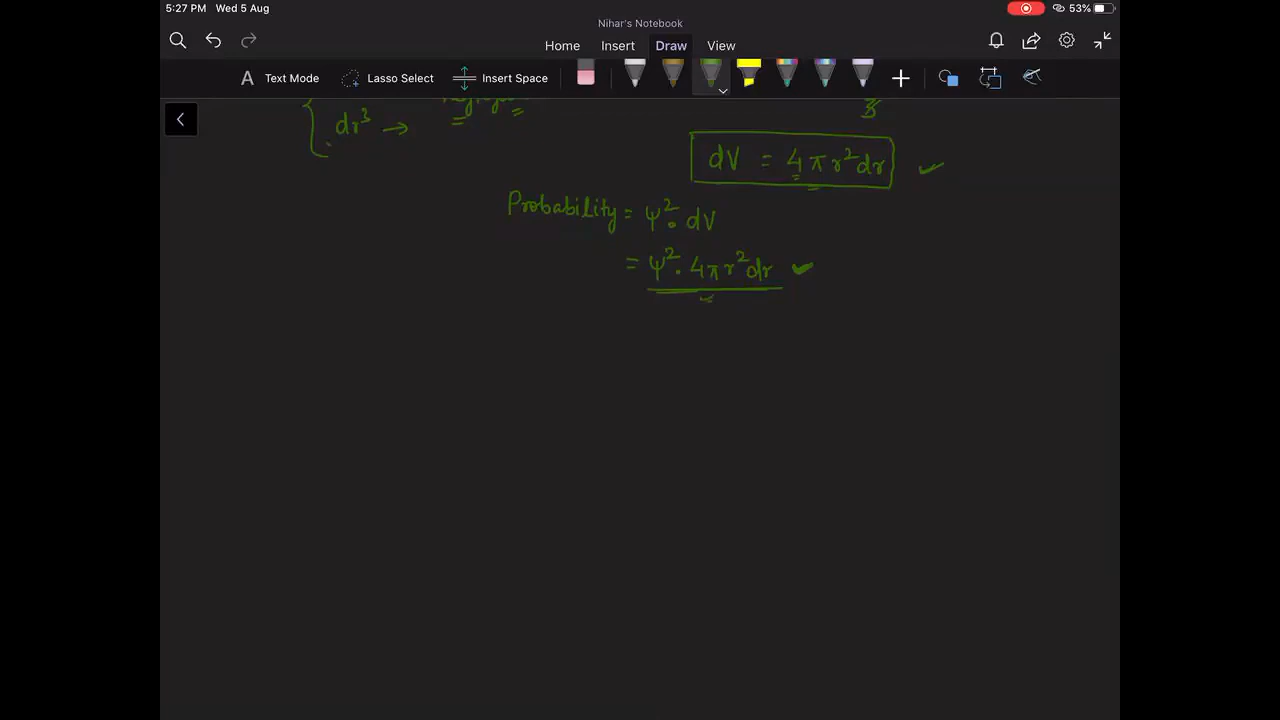 5:27 PM Wed 5 Aug
53%
Nihar's Notebook
Home Insert Draw View
A Text Mode Lasso Select Insert Space
dr³ →
dV = 4πr²dr
Probability = ψ². dV
= ψ². 4πr²dr